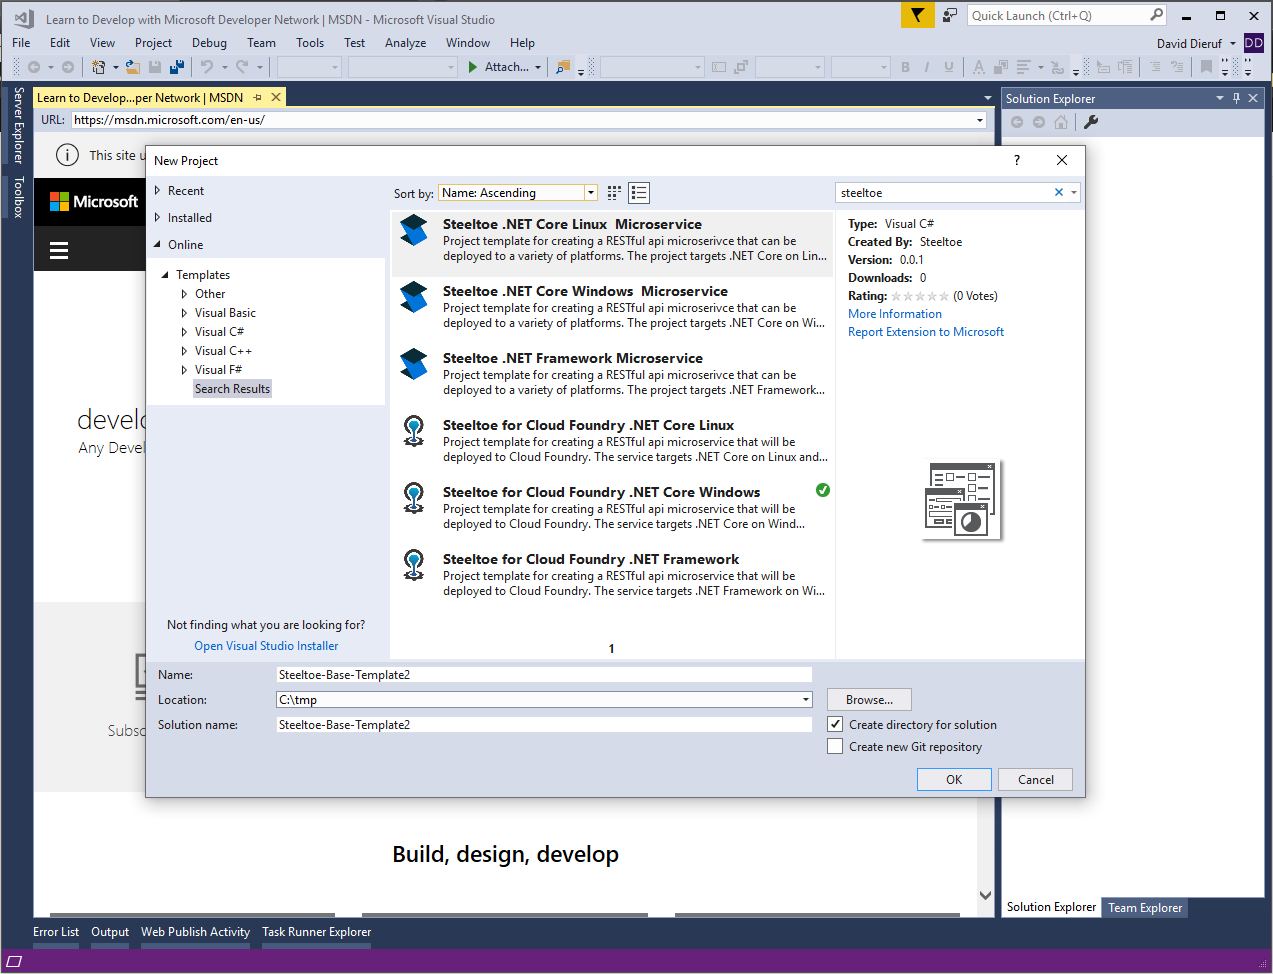 Learn to Develop with Microsoft Developer Network | MSDN - Microsoft Visual Studio
Quick Launch (Ctrl+Q)
File Edit View Project Debug Team Tools Test Analyze Window Help
David Dieruf DD
Attach...
Server Explorer
Toolbox
Learn to Develop...per Network | MSDN
URL: https://msdn.microsoft.com/en-us/
Solution Explorer
This site u
Microsoft
develo
Any Devel
Subsc
New Project
?
Recent
Installed
Online
Templates
Other
Visual Basic
Visual C#
Visual C++
Visual F#
Search Results
Not finding what you are looking for?
Open Visual Studio Installer
Sort by: Name: Ascending
steeltoe
Steeltoe .NET Core Linux  Microservice
Project template for creating a RESTful api microserivce that can be
deployed to a variety of platforms. The project targets .NET Core on Lin...
Steeltoe .NET Core Windows  Microservice
Project template for creating a RESTful api microserivce that can be
deployed to a variety of platforms. The project targets .NET Core on Wi...
Steeltoe .NET Framework Microservice
Project template for creating a RESTful api microserivce that can be
deployed to a variety of platforms. The project targets .NET Framework...
Steeltoe for Cloud Foundry .NET Core Linux
Project template for creating a RESTful api microservice that will be
deployed to Cloud Foundry. The service targets .NET Core on Linux and...
Steeltoe for Cloud Foundry .NET Core Windows
Project template for creating a RESTful api microservice that will be
deployed to Cloud Foundry. The service targets .NET Core on Wind...
Steeltoe for Cloud Foundry .NET Framework
Project template for creating a RESTful api microservice that will be
deployed to Cloud Foundry. The service targets .NET Framework on Wi...
1
Type: Visual C#
Created By: Steeltoe
Version: 0.0.1
Downloads: 0
Rating: (0 Votes)
More Information
Report Extension to Microsoft
Name: Steeltoe-Base-Template2
Location: C:\tmp
Browse...
Solution name: Steeltoe-Base-Template2
Create directory for solution
Create new Git repository
OK Cancel
Build, design, develop
Solution Explorer Team Explorer
Error List Output Web Publish Activity Task Runner Explorer